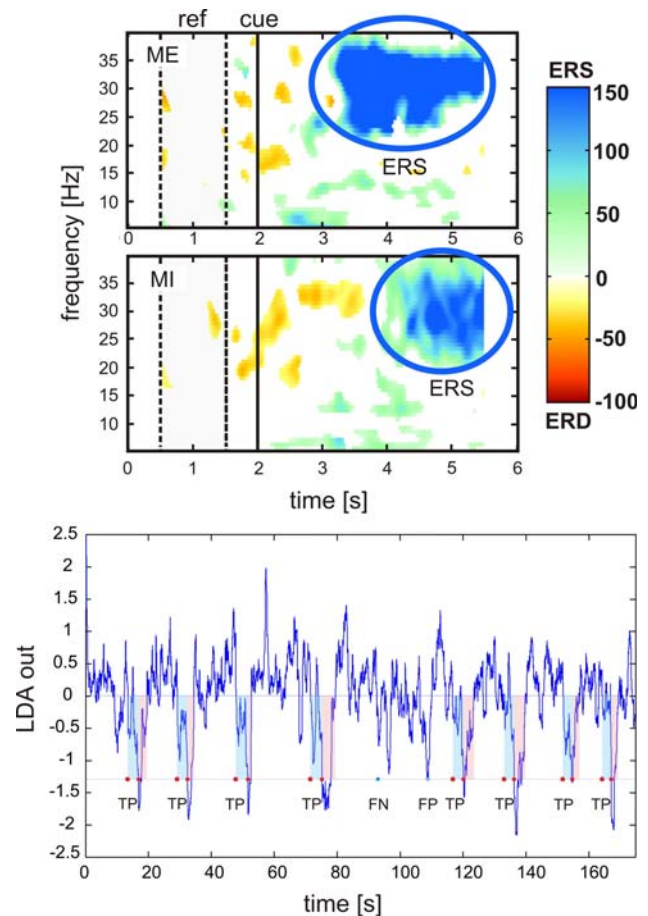 ref cue
ME
40
35
30
25
20
15
10
0 1 2 3 4 5 6
ERS
MI
35
30
25
20
15
10
0 1 2 3 4 5 6
ERS
frequency [Hz]
time [s]
ERS
150
100
50
0
-50
-100
ERD
2.5
2
1.5
1
0.5
0
-0.5
-1
-1.5
-2
-2.5
LDA out
TP TP TP TP FN FP TP TP TP TP
0 20 40 60 80 100 120 140 160
time [s]